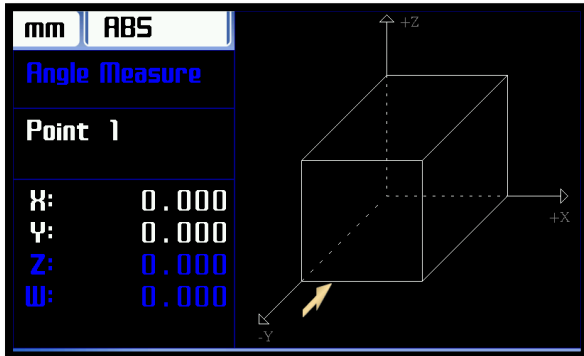 mm ABS
Angle Measure
Point 1
X: 0.000
Y: 0.000
Z: 0.000
W: 0.000
+Z
+X
-Y